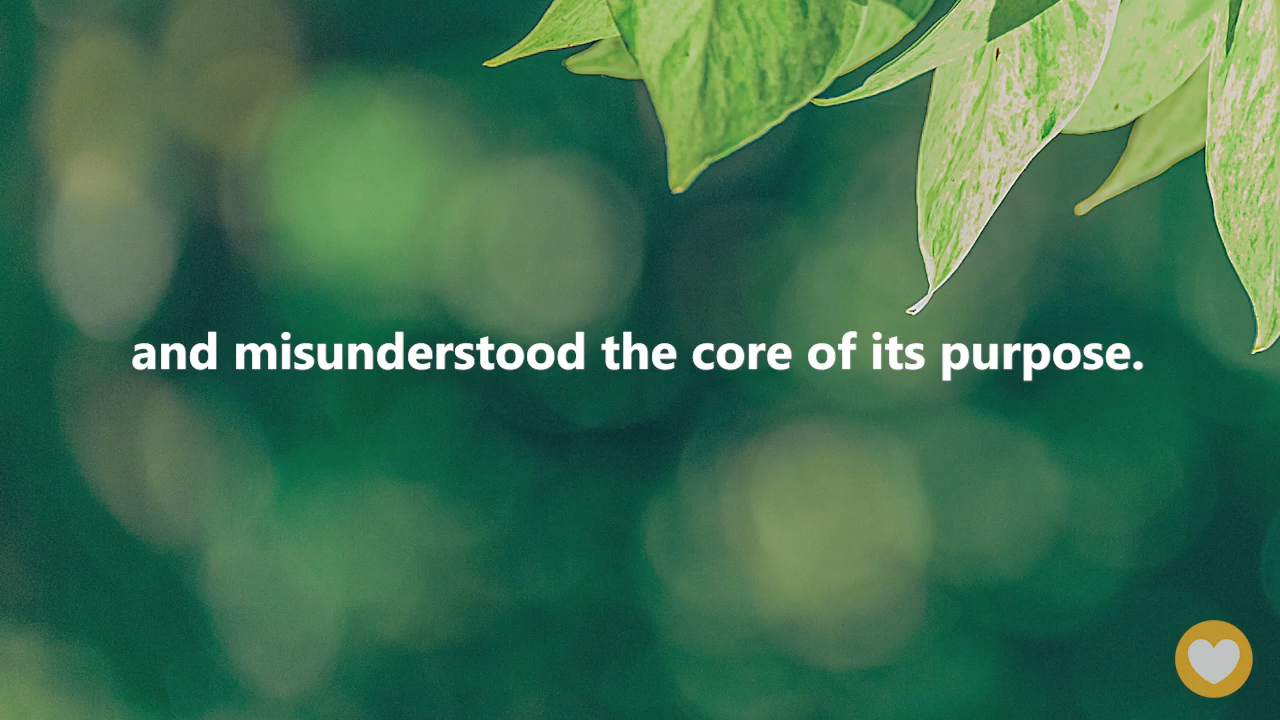 and misunderstood the core of its purpose.